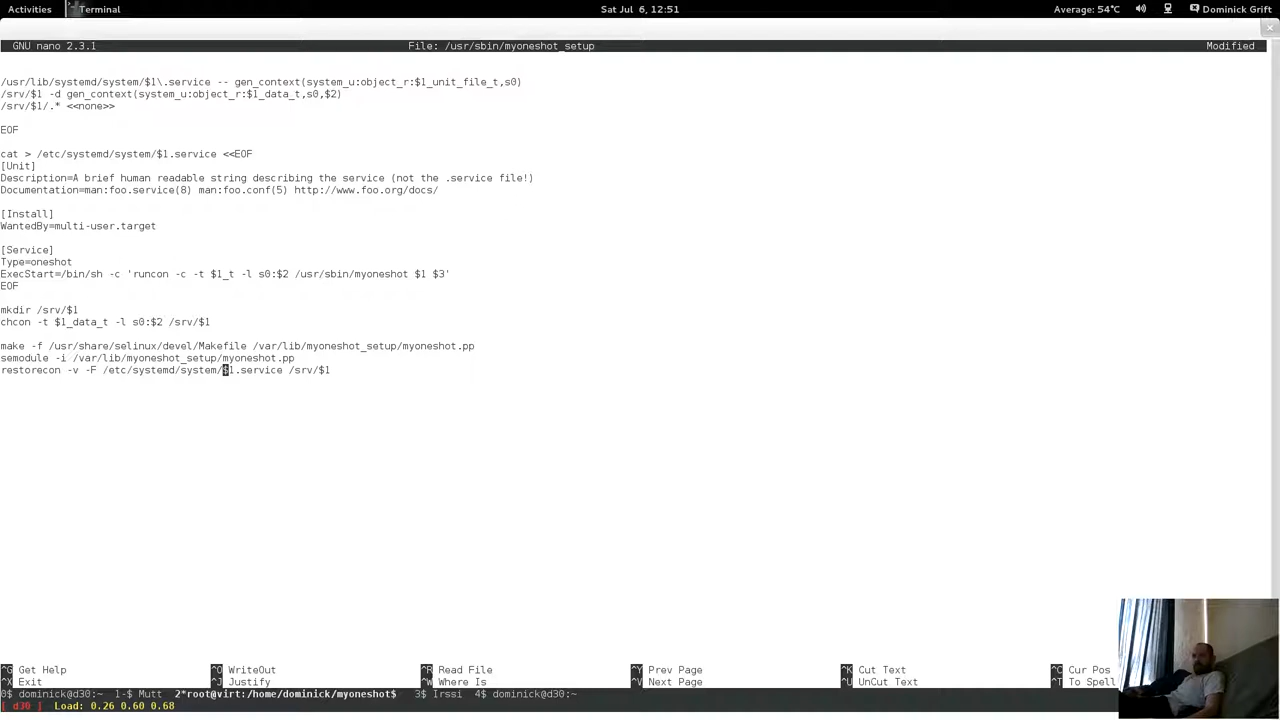 Activities Terminal Sat Jul 6, 12:51 Average: 54°C Dominick Grift
GNU nano 2.3.1 File: /usr/sbin/myoneshot_setup Modified
/usr/lib/systemd/system/$1\.service -- gen_context(system_u:object_r:$1_unit_file_t,s0)
/srv/$1 -d gen_context(system_u:object_r:$1_data_t,s0,$2)
/srv/$1/.* <<none>>
EOF
cat > /etc/systemd/system/$1.service <<EOF
[Unit]
Description=A brief human readable string describing the service (not the .service file!)
Documentation=man:foo.service(8) man:foo.conf(5) http://www.foo.org/docs/
[Install]
WantedBy=multi-user.target
[Service]
Type=oneshot
ExecStart=/bin/sh -c 'runcon -c -t $1_t -l s0:$2 /usr/sbin/myoneshot $1 $3'
EOF
mkdir /srv/$1
chcon -t $1_data_t -l s0:$2 /srv/$1
make -f /usr/share/selinux/devel/Makefile /var/lib/myoneshot_setup/myoneshot.pp
semodule -i /var/lib/myoneshot_setup/myoneshot.pp
restorecon -v -F /etc/systemd/system/$1.service /srv/$1
^G Get Help ^O WriteOut ^R Read File ^Y Prev Page ^K Cut Text ^C Cur Pos
^X Exit ^J Justify ^W Where Is ^V Next Page ^U UnCut Text ^T To Spell
0$ dominick@d30:~ 1-$ Mutt 2*root@virt:/home/dominick/myoneshot$ 3$ Irssi 4$ dominick@d30:~
[ d30 ] Load: 0.26 0.60 0.68